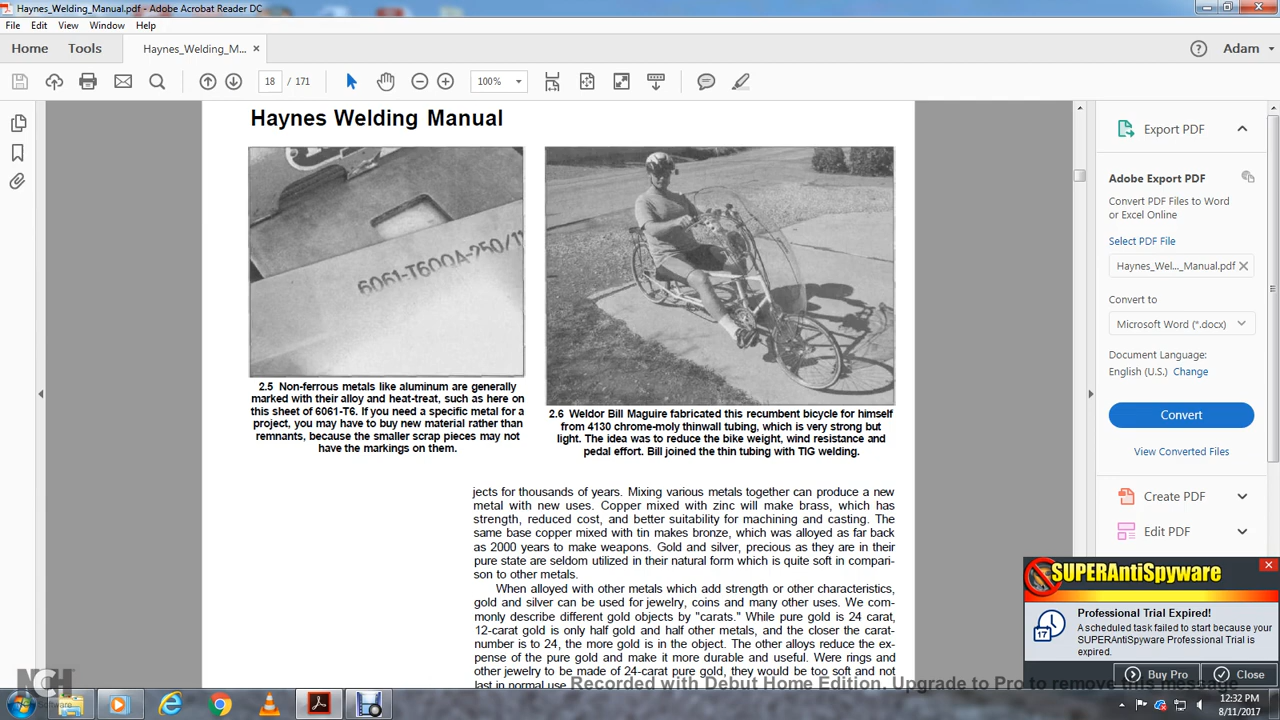 Haynes_Welding_Manual.pdf - Adobe Acrobat Reader DC
File Edit View Window Help
Home Tools Haynes_Welding_M... × Adam
18 / 171 100%
Haynes Welding Manual
6061-T600A-250/11
2.5 Non-ferrous metals like aluminum are generally
marked with their alloy and heat-treat, such as here on
this sheet of 6061-T6. If you need a specific metal for a
project, you may have to buy new material rather than
remnants, because the smaller scrap pieces may not
have the markings on them.
2.6 Weldor Bill Maguire fabricated this recumbent bicycle for himself
from 4130 chrome-moly thinwall tubing, which is very strong but
light. The idea was to reduce the bike weight, wind resistance and
pedal effort. Bill joined the thin tubing with TIG welding.
jects for thousands of years. Mixing various metals together can produce a new
metal with new uses. Copper mixed with zinc will make brass, which has
strength, reduced cost, and better suitability for machining and casting. The
same base copper mixed with tin makes bronze, which was alloyed as far back
as 2000 years to make weapons. Gold and silver, precious as they are in their
pure state are seldom utilized in their natural form which is quite soft in compari-
son to other metals.
When alloyed with other metals which add strength or other characteristics,
gold and silver can be used for jewelry, coins and many other uses. We com-
monly describe different gold objects by "carats." While pure gold is 24 carat,
12-carat gold is only half gold and half other metals, and the closer the carat-
number is to 24, the more gold is in the object. The other alloys reduce the ex-
pense of the pure gold and make it more durable and useful. Were rings and
other jewelry to be made of 24-carat pure gold, they would be too soft and not
last in normal use
Export PDF
Adobe Export PDF
Convert PDF Files to Word
or Excel Online
Select PDF File
Haynes_Wel..._Manual.pdf
Convert to
Microsoft Word (*.docx)
Document Language:
English (U.S.) Change
Convert
View Converted Files
Create PDF
Edit PDF
SUPERAntiSpyware
Professional Trial Expired!
A scheduled task failed to start because your
SUPERAntiSpyware Professional Trial is
expired.
17
Buy Pro Close
NCH
Software
Recorded with Debut Home Edition. Upgrade to Pro to remove this message
12:32 PM
8/11/2017